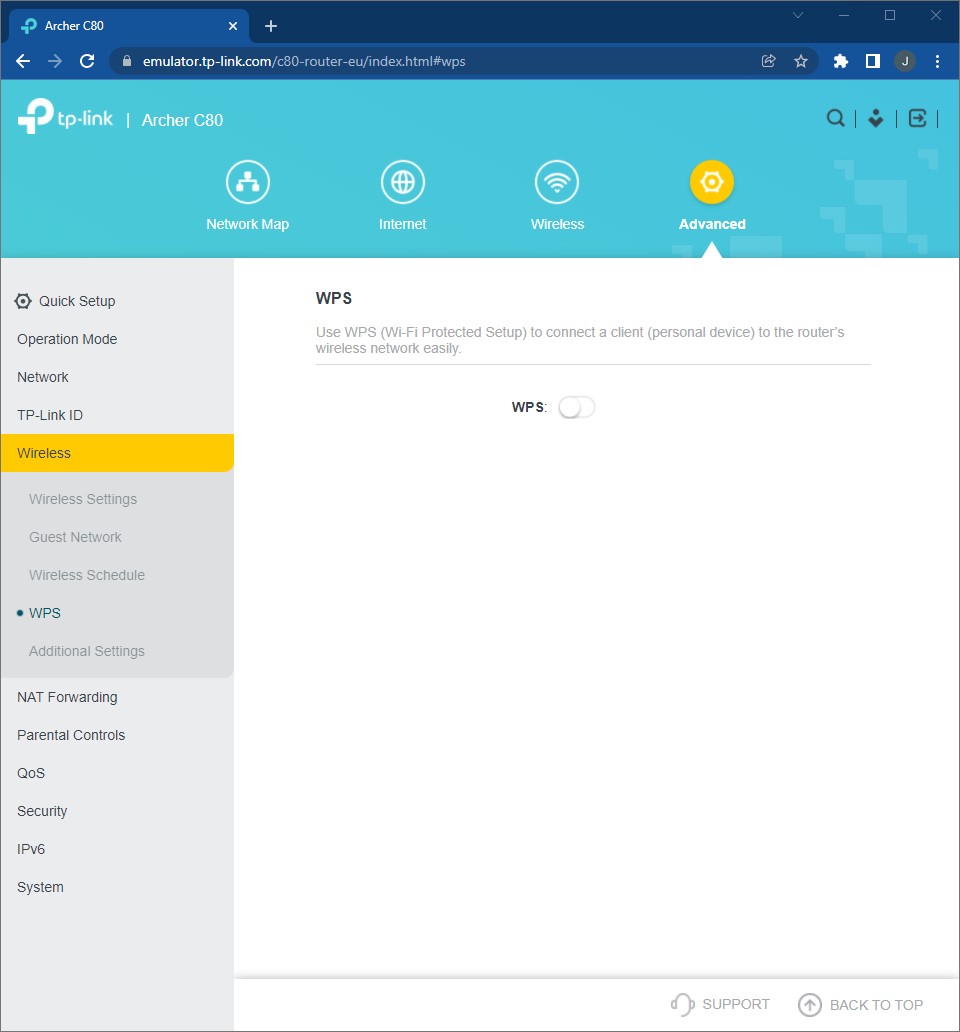 Archer C80
emulator.tp-link.com/c80-router-eu/index.html#wps
J
tp-link | Archer C80
Network Map
Internet
Wireless
Advanced
Quick Setup
Operation Mode
Network
TP-Link ID
Wireless
Wireless Settings
Guest Network
Wireless Schedule
WPS
Additional Settings
NAT Forwarding
Parental Controls
QoS
Security
IPv6
System
WPS
Use WPS (Wi-Fi Protected Setup) to connect a client (personal device) to the router's
wireless network easily.
WPS:
SUPPORT
BACK TO TOP